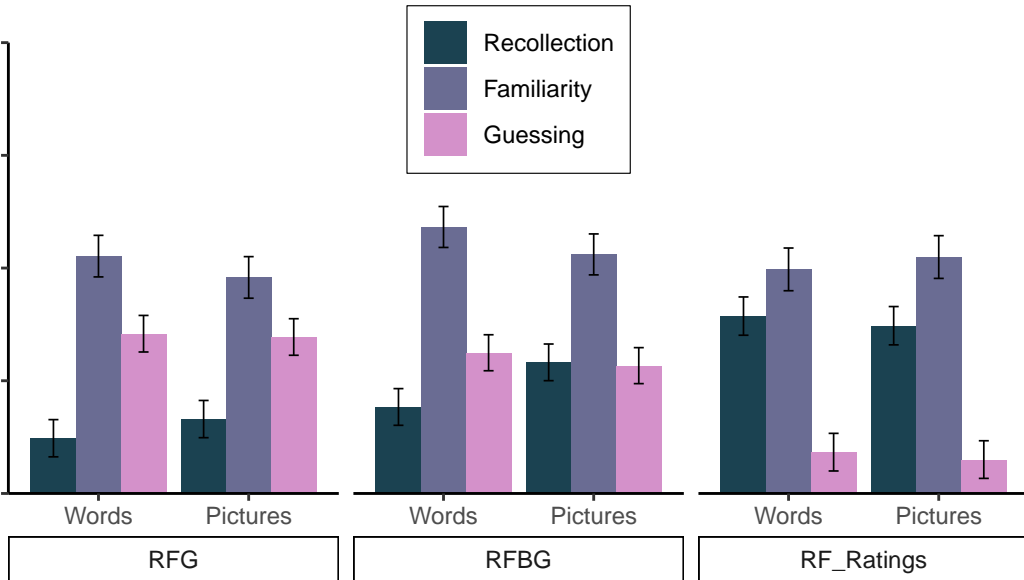 Recollection
Familiarity
Guessing
Words Pictures Words Pictures Words Pictures
RFG RFBG RF_Ratings